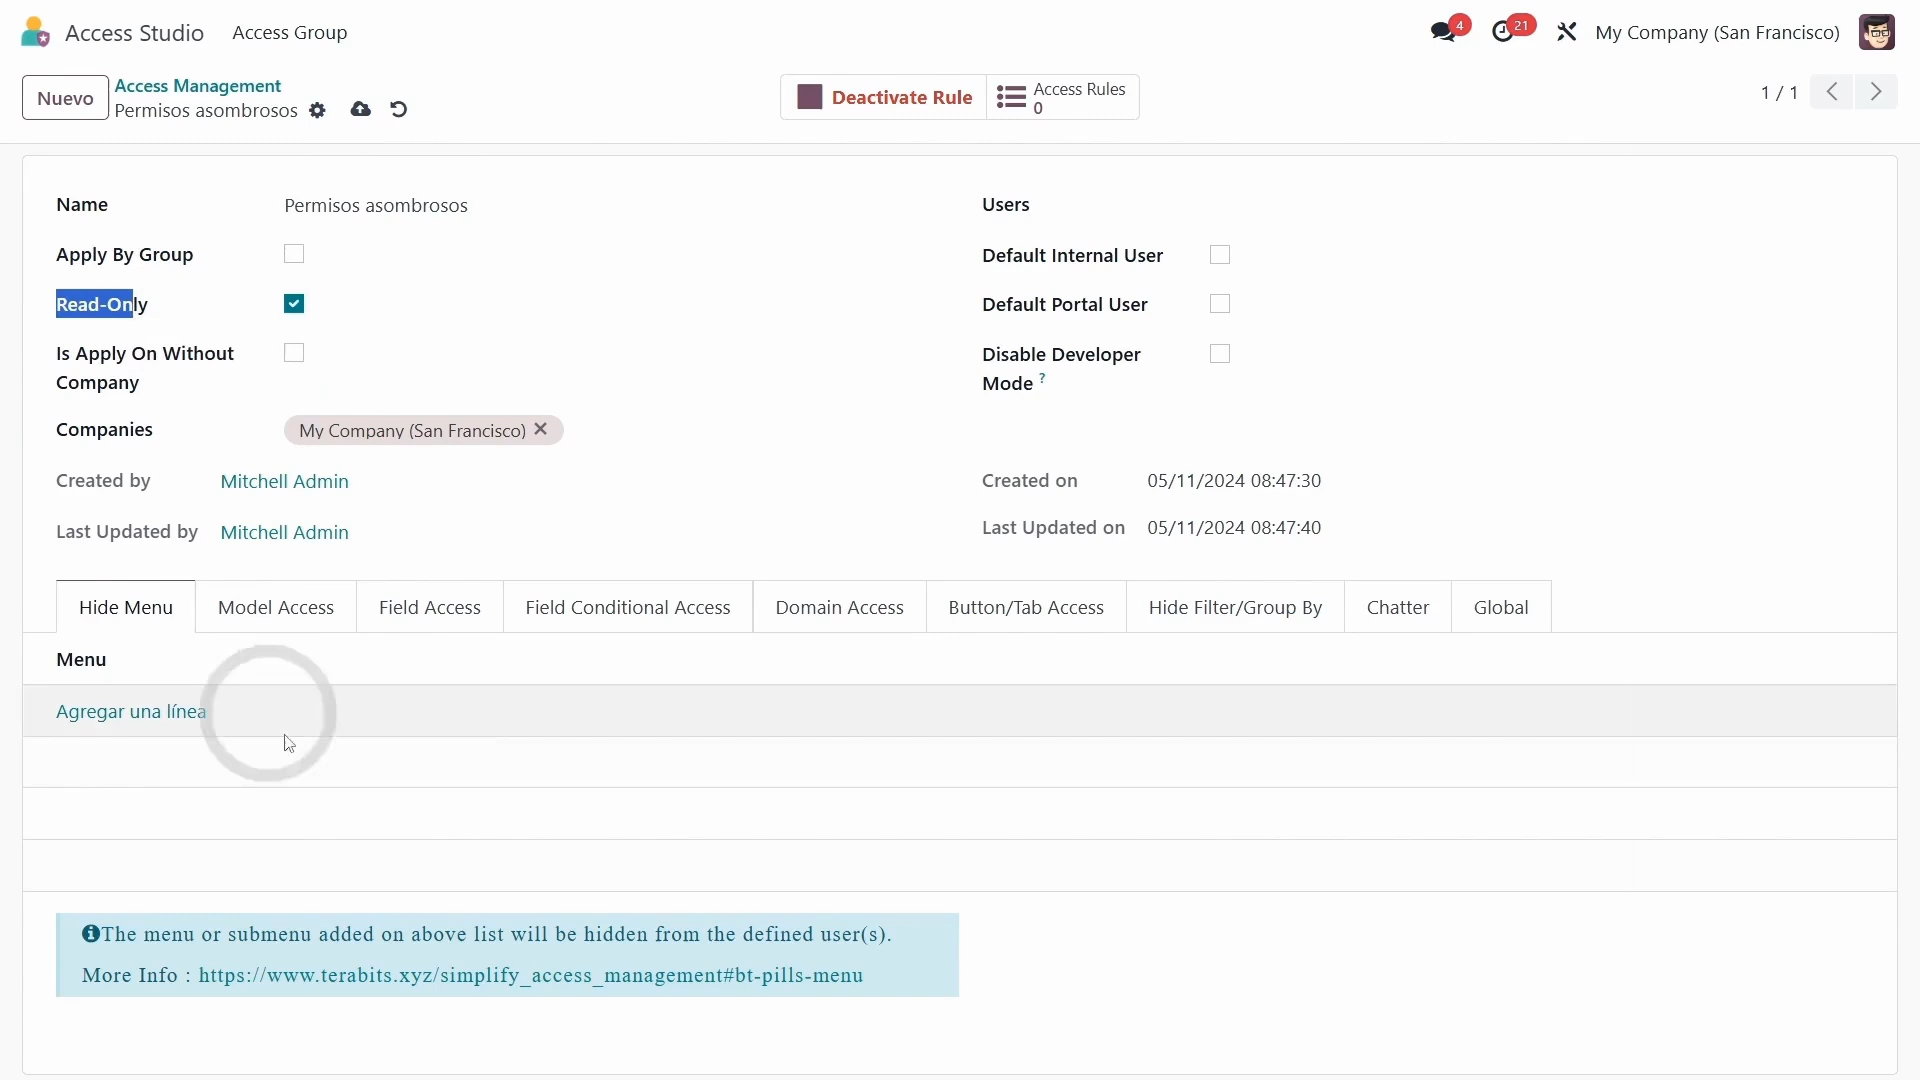 Access Studio Access Group 4 21 My Company (San Francisco)
Nuevo Access Management
Permisos asombrosos
Deactivate Rule Access Rules
0
1 / 1
Name Permisos asombrosos Users
Apply By Group Default Internal User
Read-Only Default Portal User
Is Apply On Without
Company
Disable Developer
Mode ?
Companies My Company (San Francisco)
Created by Mitchell Admin Created on 05/11/2024 08:47:30
Last Updated by Mitchell Admin Last Updated on 05/11/2024 08:47:40
Hide Menu Model Access Field Access Field Conditional Access Domain Access Button/Tab Access Hide Filter/Group By Chatter Global
Menu
Agregar una línea
The menu or submenu added on above list will be hidden from the defined user(s).
More Info : https://www.terabits.xyz/simplify_access_management#bt-pills-menu